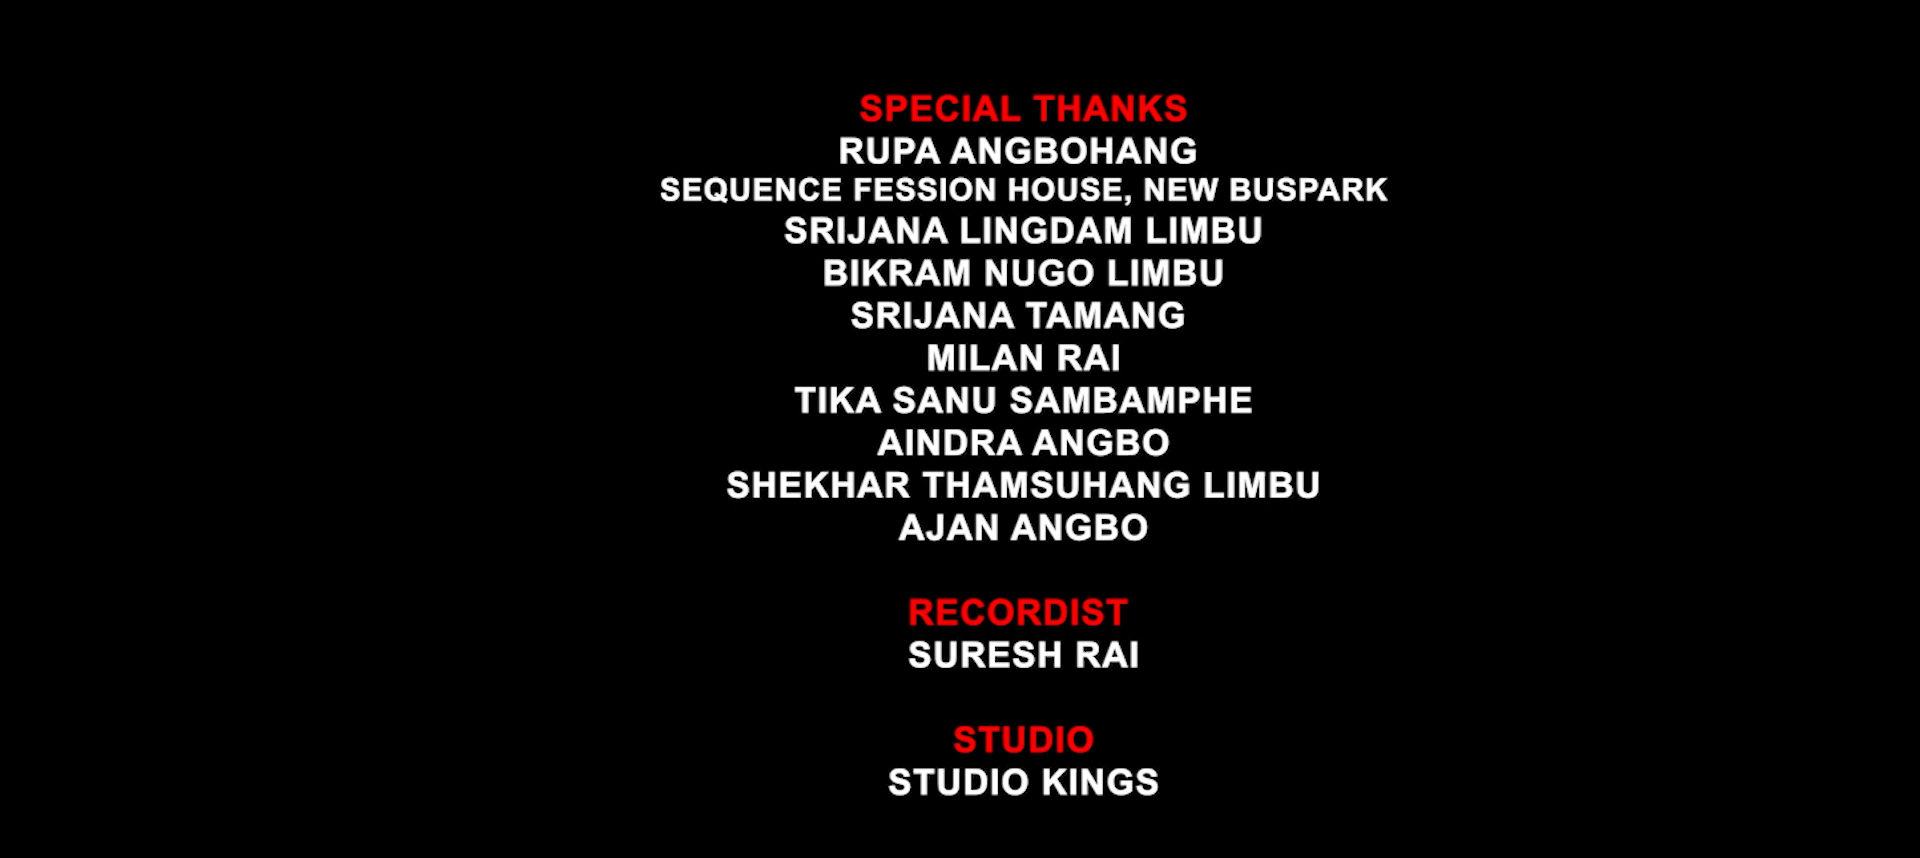 SPECIAL THANKS
RUPA ANGBOHANG
SEQUENCE FESSION HOUSE, NEW BUSPARK
SRIJANA LINGDAM LIMBU
BIKRAM NUGO LIMBU
SRIJANA TAMANG
MILAN RAI
TIKA SANU SAMBAMPHE
AINDRA ANGBO
SHEKHAR THAMSUHANG LIMBU
AJAN ANGBO
RECORDIST
SURESH RAI
STUDIO
STUDIO KINGS